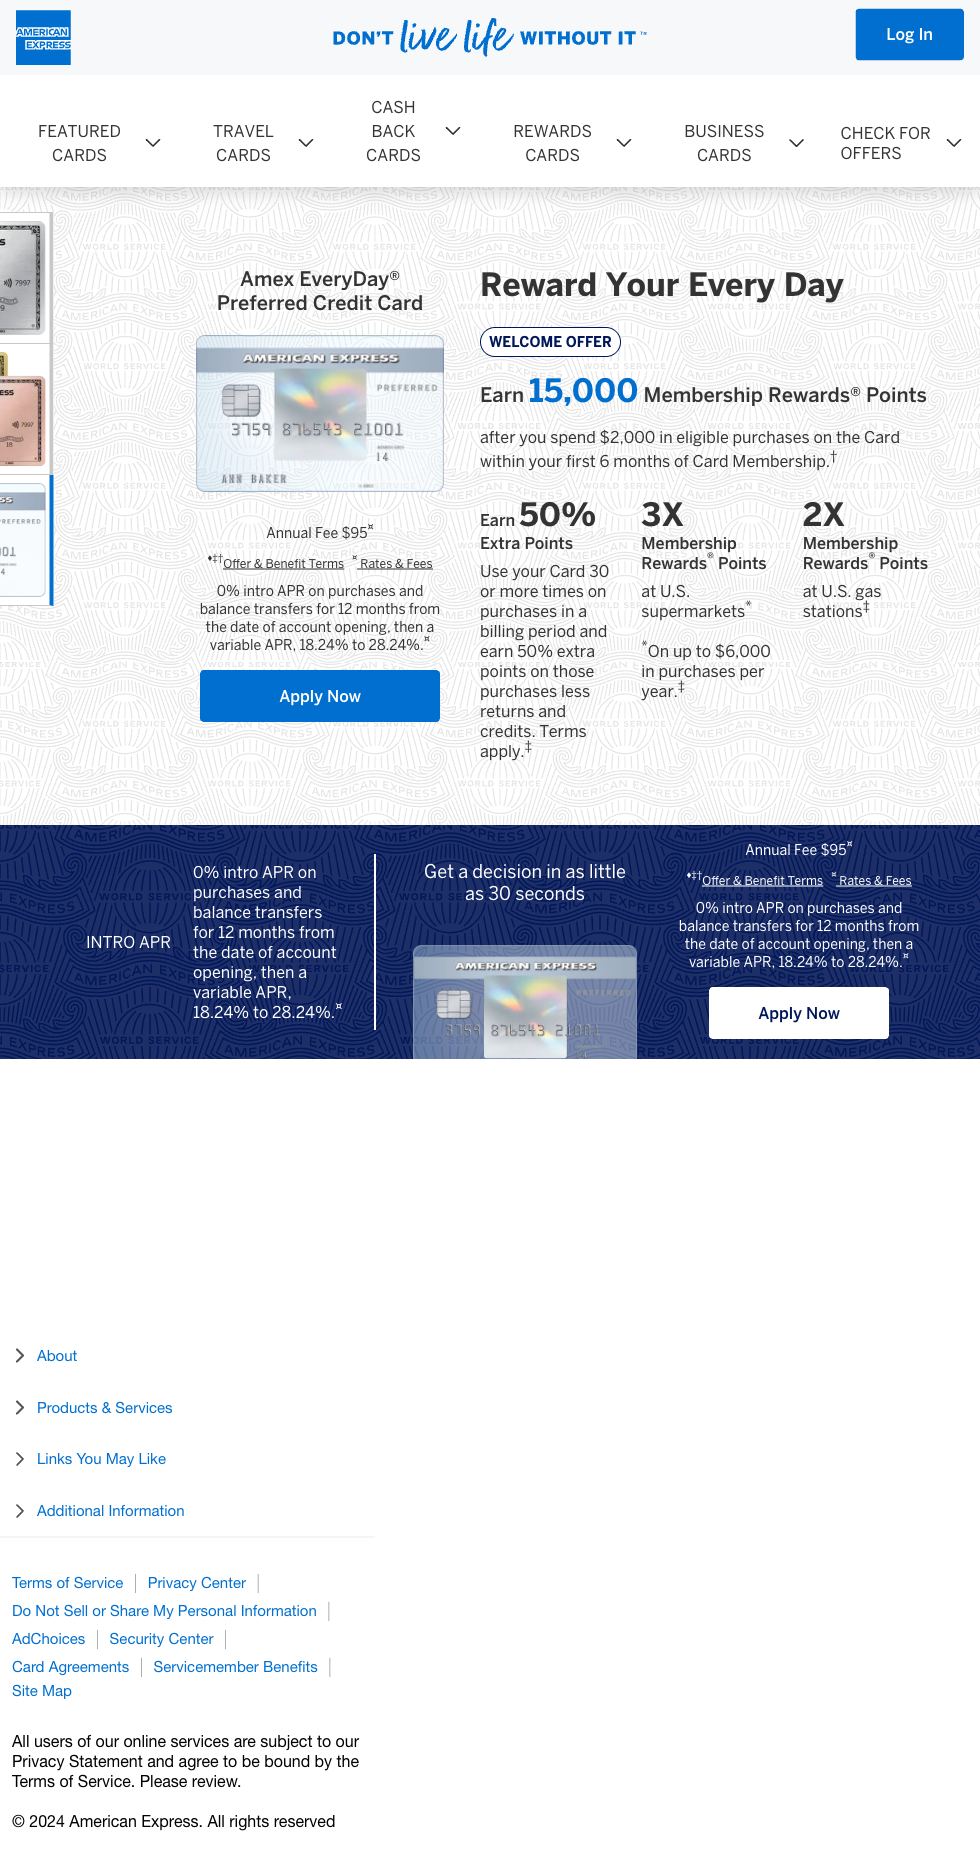 AMERICAN
EXPRESS
DON'T live life WITHOUT IT™
Log In
FEATURED
CARDS
TRAVEL
CARDS
CASH
BACK
CARDS
REWARDS
CARDS
BUSINESS
CARDS
CHECK FOR
OFFERS
Amex EveryDay®
Preferred Credit Card
AMERICAN EXPRESS
PREFERRED
3759 876543 21001
14
ANN BAKER
Annual Fee $95¤
♦‡†Offer & Benefit Terms ¤ Rates & Fees
0% intro APR on purchases and
balance transfers for 12 months from
the date of account opening, then a
variable APR, 18.24% to 28.24%.¤
Apply Now
Reward Your Every Day
WELCOME OFFER
Earn 15,000 Membership Rewards® Points
after you spend $2,000 in eligible purchases on the Card
within your first 6 months of Card Membership.†
Earn 50%
Extra Points
Use your Card 30
or more times on
purchases in a
billing period and
earn 50% extra
points on those
purchases less
returns and
credits. Terms
apply.‡
3X
Membership
Rewards® Points
at U.S.
supermarkets*
*On up to $6,000
in purchases per
year.‡
2X
Membership
Rewards® Points
at U.S. gas
stations‡
7997
7997
18
PREFERRED
INTRO APR
0% intro APR on
purchases and
balance transfers
for 12 months from
the date of account
opening, then a
variable APR,
18.24% to 28.24%.¤
Get a decision in as little
as 30 seconds
AMERICAN EXPRESS
3759 876543 21001
Annual Fee $95¤
♦‡†Offer & Benefit Terms ¤ Rates & Fees
0% intro APR on purchases and
balance transfers for 12 months from
the date of account opening, then a
variable APR, 18.24% to 28.24%.¤
Apply Now
About
Products & Services
Links You May Like
Additional Information
Terms of Service
Privacy Center
Do Not Sell or Share My Personal Information
AdChoices
Security Center
Card Agreements
Servicemember Benefits
Site Map
All users of our online services are subject to our
Privacy Statement and agree to be bound by the
Terms of Service. Please review.
© 2024 American Express. All rights reserved